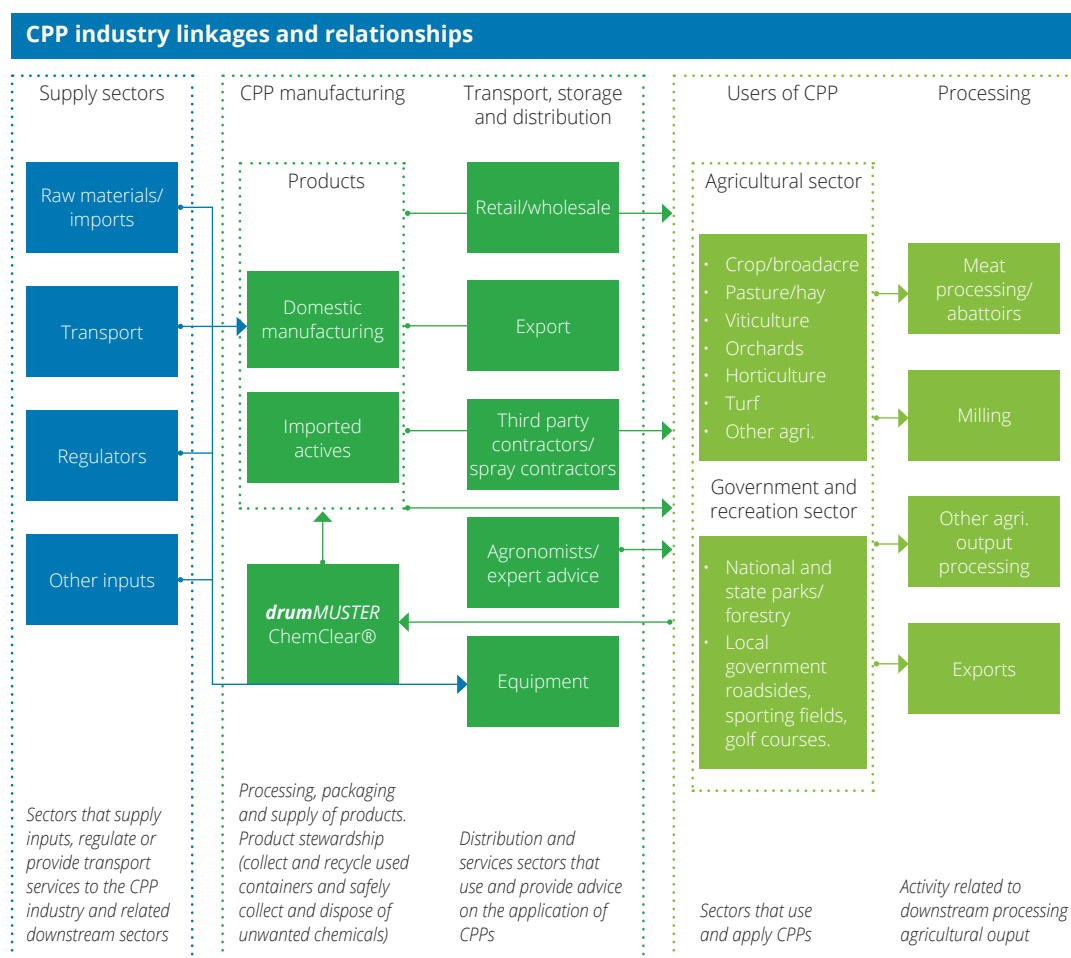 CPP industry linkages and relationships
Supply sectors
Raw materials/
imports
Transport
Regulators
Other inputs
Sectors that supply
inputs, regulate or
provide transport
services to the CPP
industry and related
downstream sectors
CPP manufacturing
Products
Domestic
manufacturing
Imported
actives
drumMUSTER
ChemClear®
Processing, packaging
and supply of products.
Product stewardship
(collect and recycle used
containers and safely
collect and dispose of
unwanted chemicals)
Transport, storage
and distribution
Retail/wholesale
Export
Third party
contractors/
spray contractors
Agronomists/
expert advice
Equipment
Distribution and
services sectors that
use and provide advice
on the application of
CPPs
Users of CPP
Agricultural sector
• Crop/broadacre
• Pasture/hay
• Viticulture
• Orchards
• Horticulture
• Turf
• Other agri.
Government and
recreation sector
• National and
state parks/
forestry
• Local
government
roadsides,
sporting fields,
golf courses.
Sectors that use
and apply CPPs
Processing
Meat
processing/
abattoirs
Milling
Other agri.
output
processing
Exports
Activity related to
downstream processing
agricultural ouput